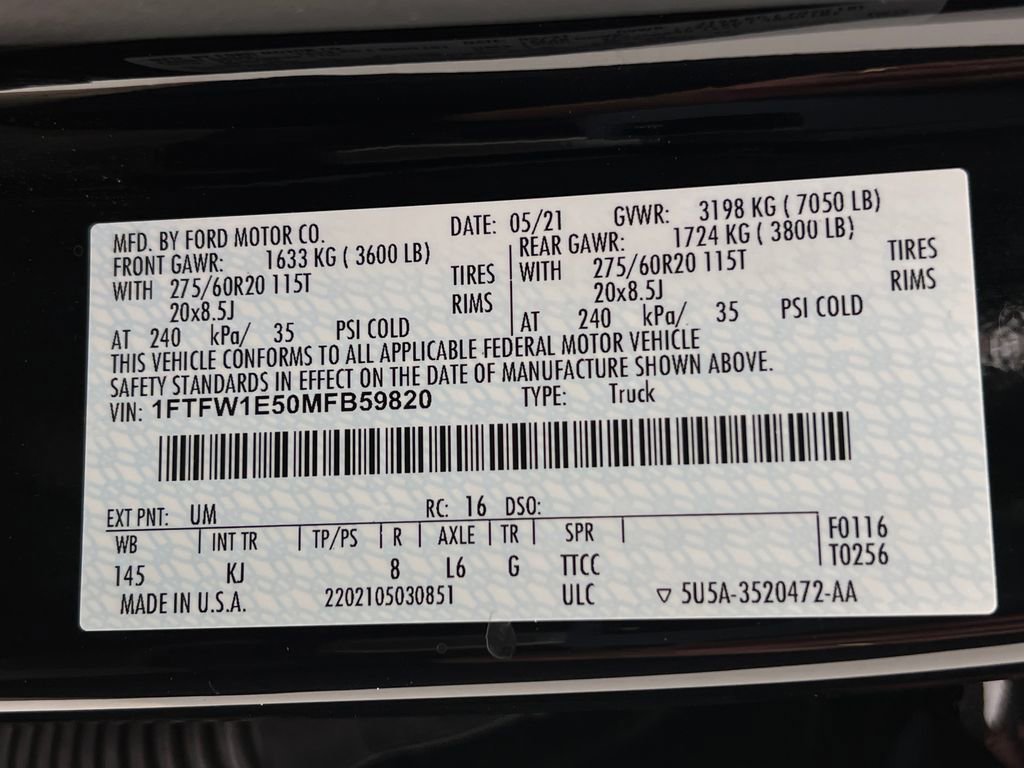 MFD. BY FORD MOTOR CO. DATE: 05/21 GVWR: 3198 KG ( 7050 LB)
FRONT GAWR: 1633 KG ( 3600 LB) REAR GAWR: 1724 KG ( 3800 LB)
WITH 275/60R20 115T TIRES WITH 275/60R20 115T TIRES
20x8.5J RIMS 20x8.5J RIMS
AT 240 kPa/ 35 PSI COLD AT 240 kPa/ 35 PSI COLD
THIS VEHICLE CONFORMS TO ALL APPLICABLE FEDERAL MOTOR VEHICLE
SAFETY STANDARDS IN EFFECT ON THE DATE OF MANUFACTURE SHOWN ABOVE.
VIN: 1FTFW1E50MFB59820 TYPE: Truck
EXT PNT: UM RC: 16 DSO:
WB INT TR TP/PS R AXLE TR SPR F0116
145 KJ 8 L6 G TTCC T0256
MADE IN U.S.A. 2202105030851 ULC ▽ 5U5A-3520472-AA